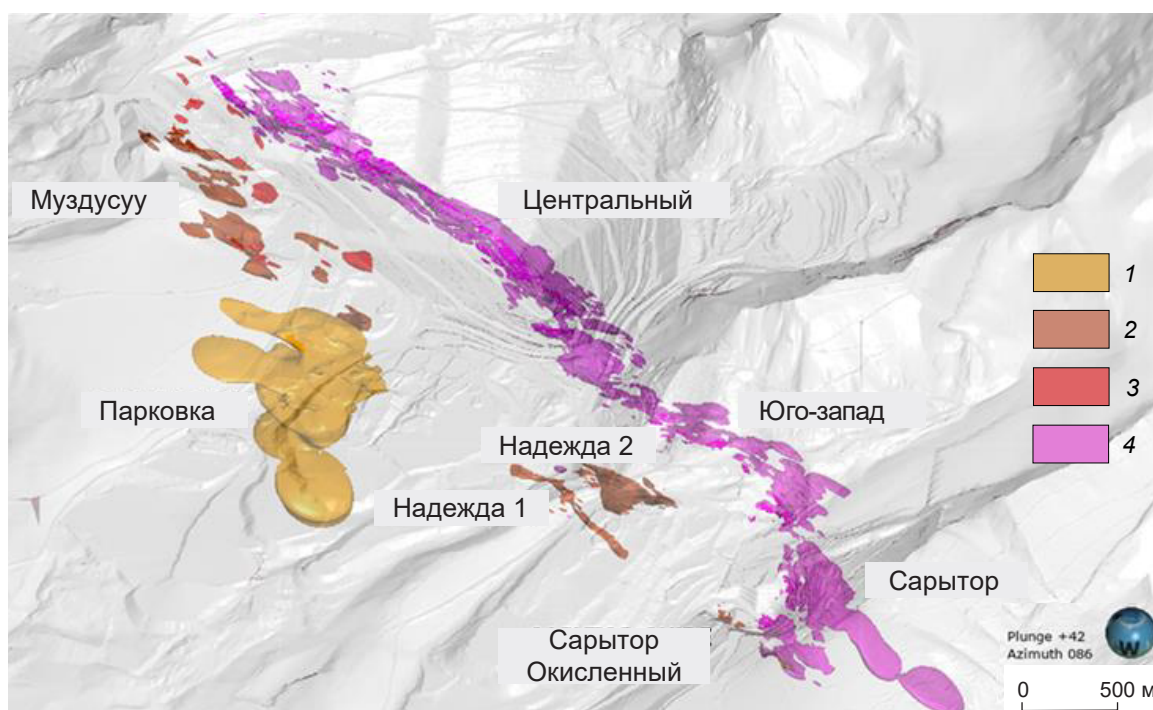 Муздусуу
Центральный
1
2
3
4
Парковка
Юго-запад
Надежда 2
Надежда 1
Сарытор
Сарытор
Окисленный
Plunge +42
Azimuth 086
W
0 500 м